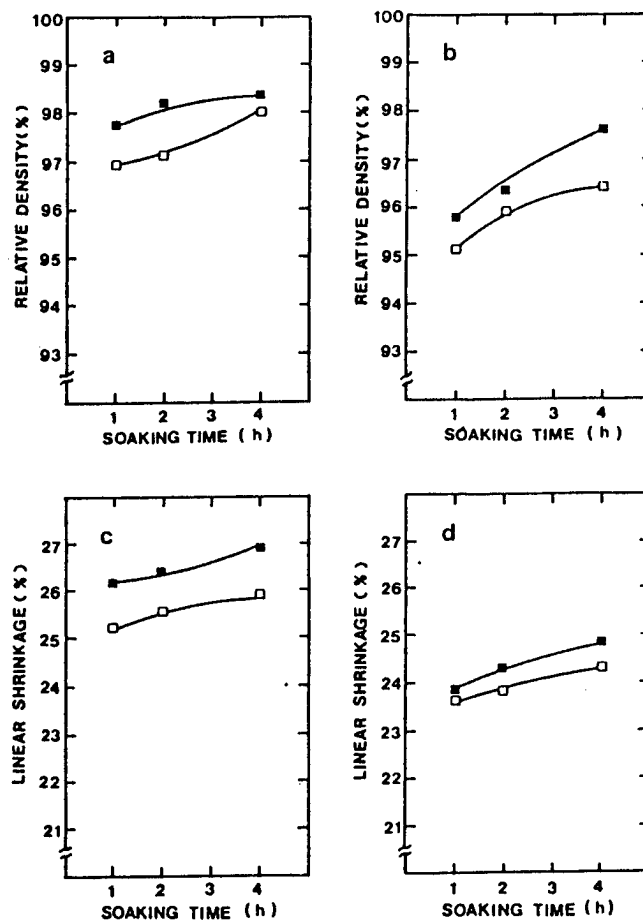 a
RELATIVE DENSITY(%)
100
99
98
97
96
95
94
93
1 2 3 4
SOAKING TIME (h)
b
RELATIVE DENSITY (%)
100
99
98
97
96
95
94
93
1 2 3 4
SOAKING TIME (h)
c
LINEAR SHRINKAGE (%)
27
26
25
24
23
22
21
1 2 3 4
SOAKING TIME (h)
d
LINEAR SHRINKAGE (%)
27
26
25
24
23
22
21
1 2 3 4
SOAKING TIME (h)